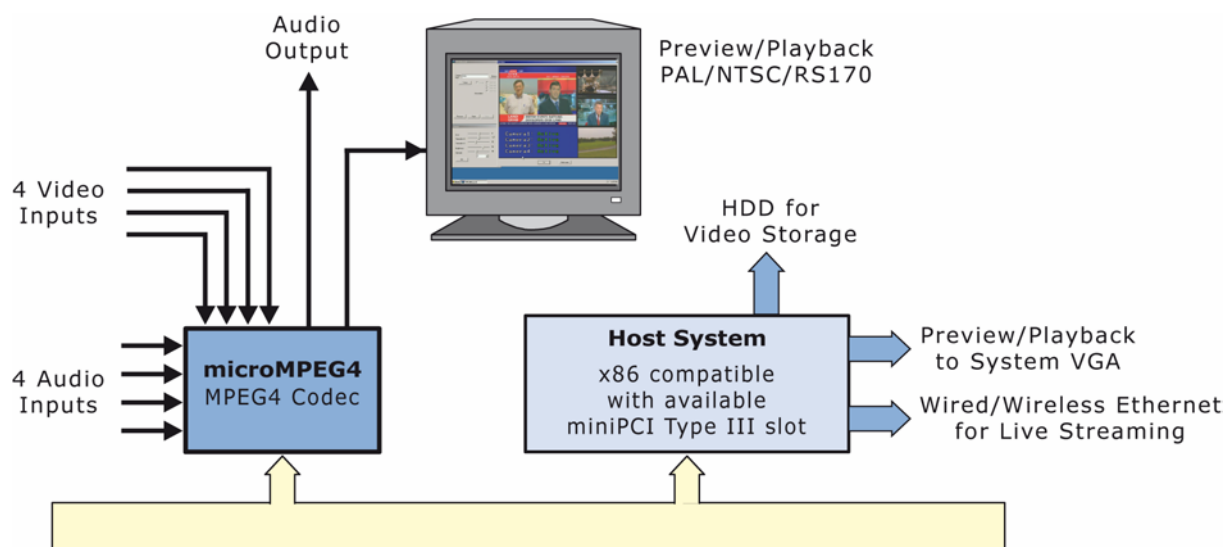 Audio
Output
Preview/Playback
PAL/NTSC/RS170
4 Video
Inputs
HDD for
Video Storage
microMPEG4
MPEG4 Codec
4 Audio
Inputs
Host System
x86 compatible
with available
miniPCI Type III slot
Preview/Playback
to System VGA
Wired/Wireless Ethernet
for Live Streaming